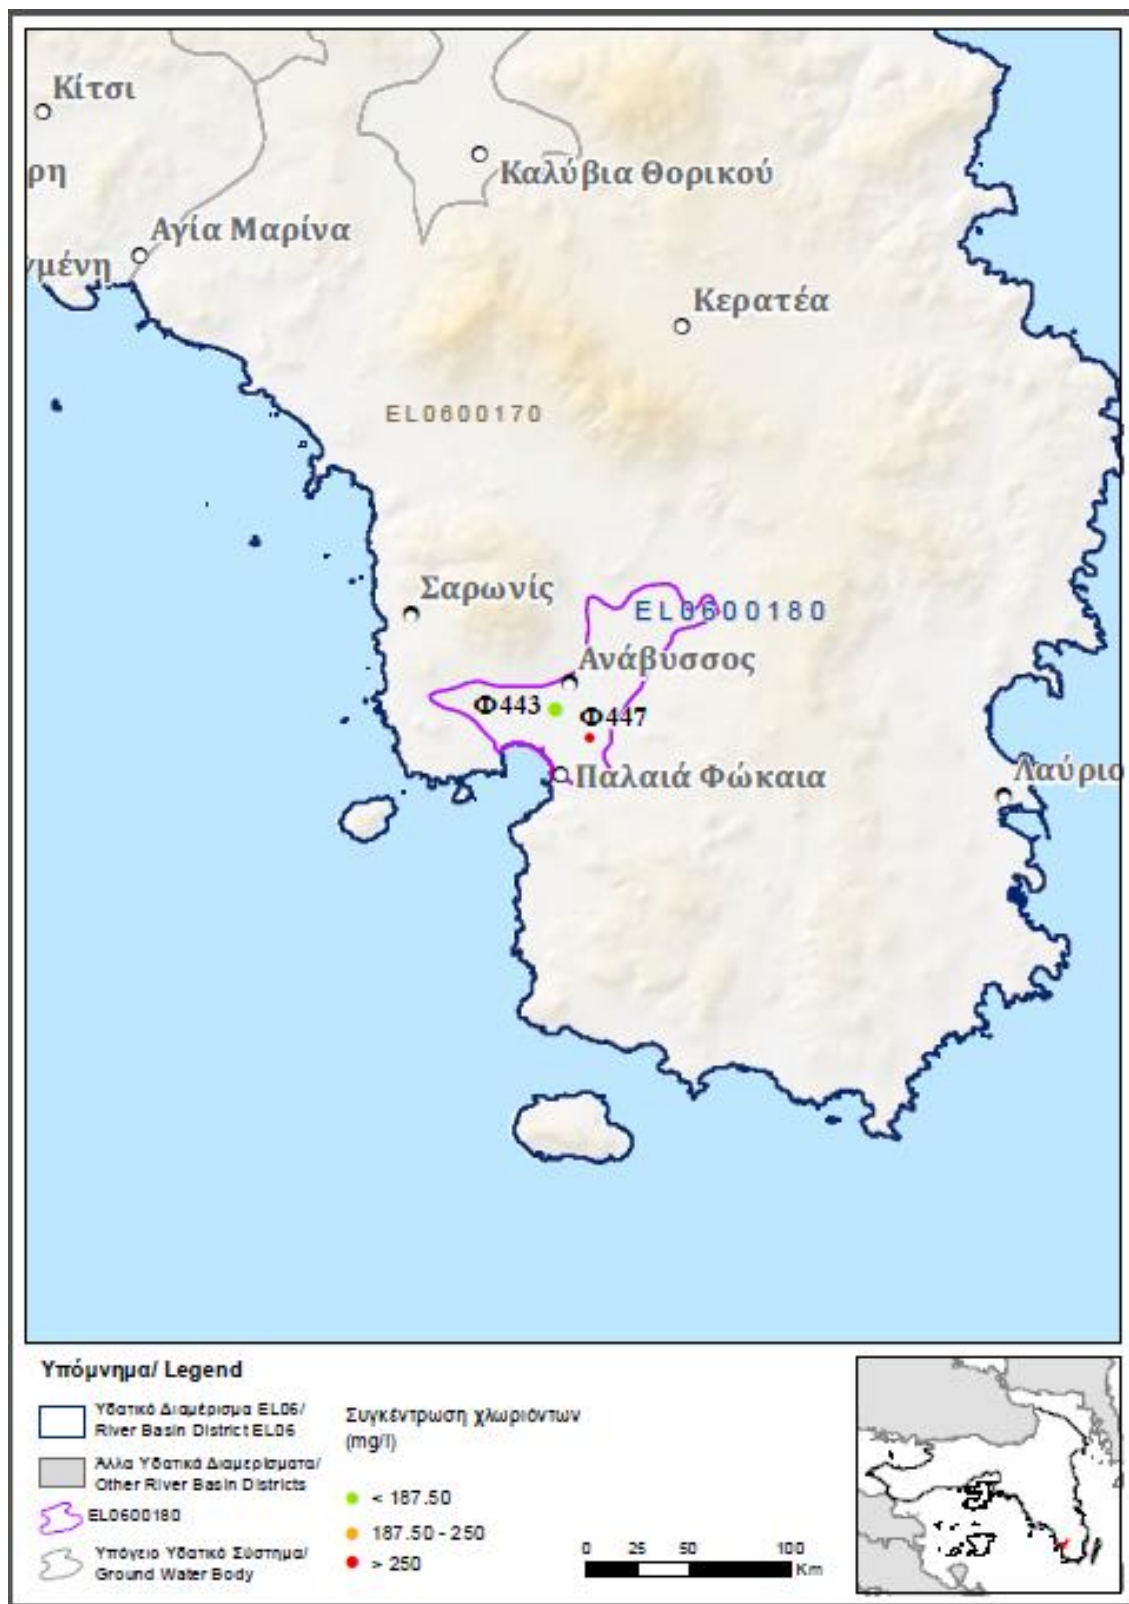 Κίτσι
ρη
Καλύβια Θορικού
Αγία Μαρίνα
γμένη
Κερατέα
EL0600170
Σαρωνίς
EL0600180
Ανάβυσσος
Φ443
Φ447
Παλαιά Φώκαια
Λαύριο
Υπόμνημα/ Legend
Υδατικό Διαμέρισμα EL06/
River Basin District EL06
Άλλα Υδατικά Διαμερίσματα/
Other River Basin Districts
EL0600180
Υπόγειο Υδατικό Σύστημα/
Ground Water Body
Συγκέντρωση χλωριόντων
(mg/l)
< 187.50
187.50 - 250
> 250
0 25 50 100
Km